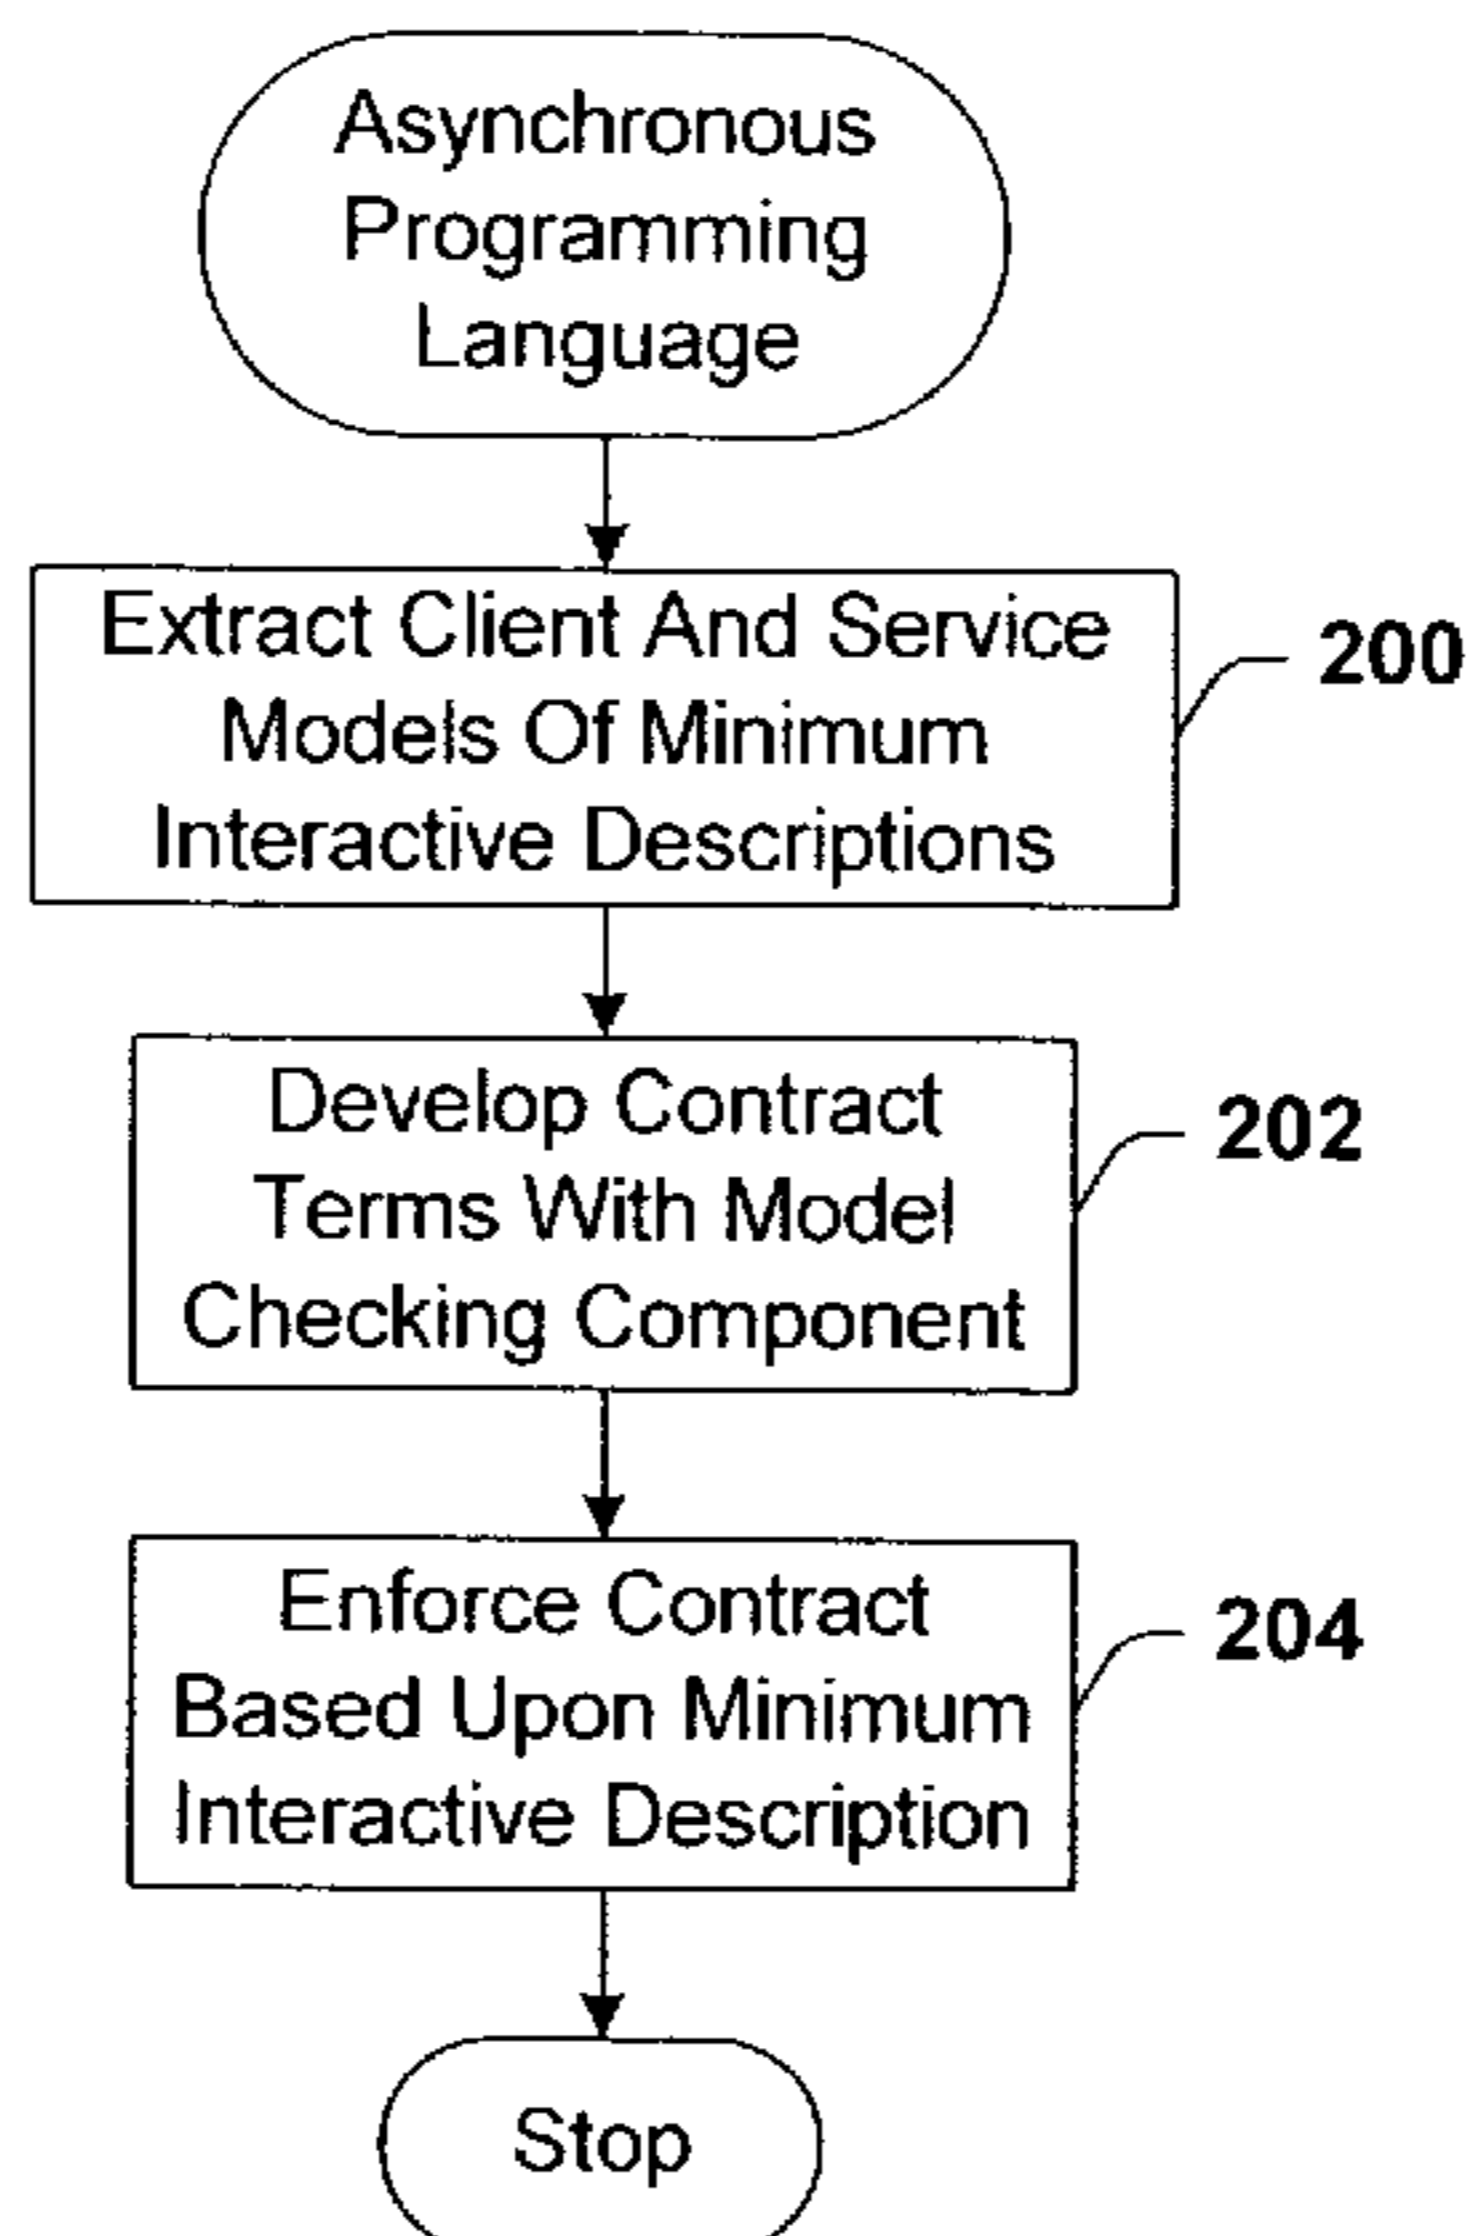 Asynchronous
Programming
Language
Extract Client And Service
Models Of Minimum
Interactive Descriptions
200
Develop Contract
Terms With Model
Checking Component
202
Enforce Contract
Based Upon Minimum
Interactive Description
204
Stop